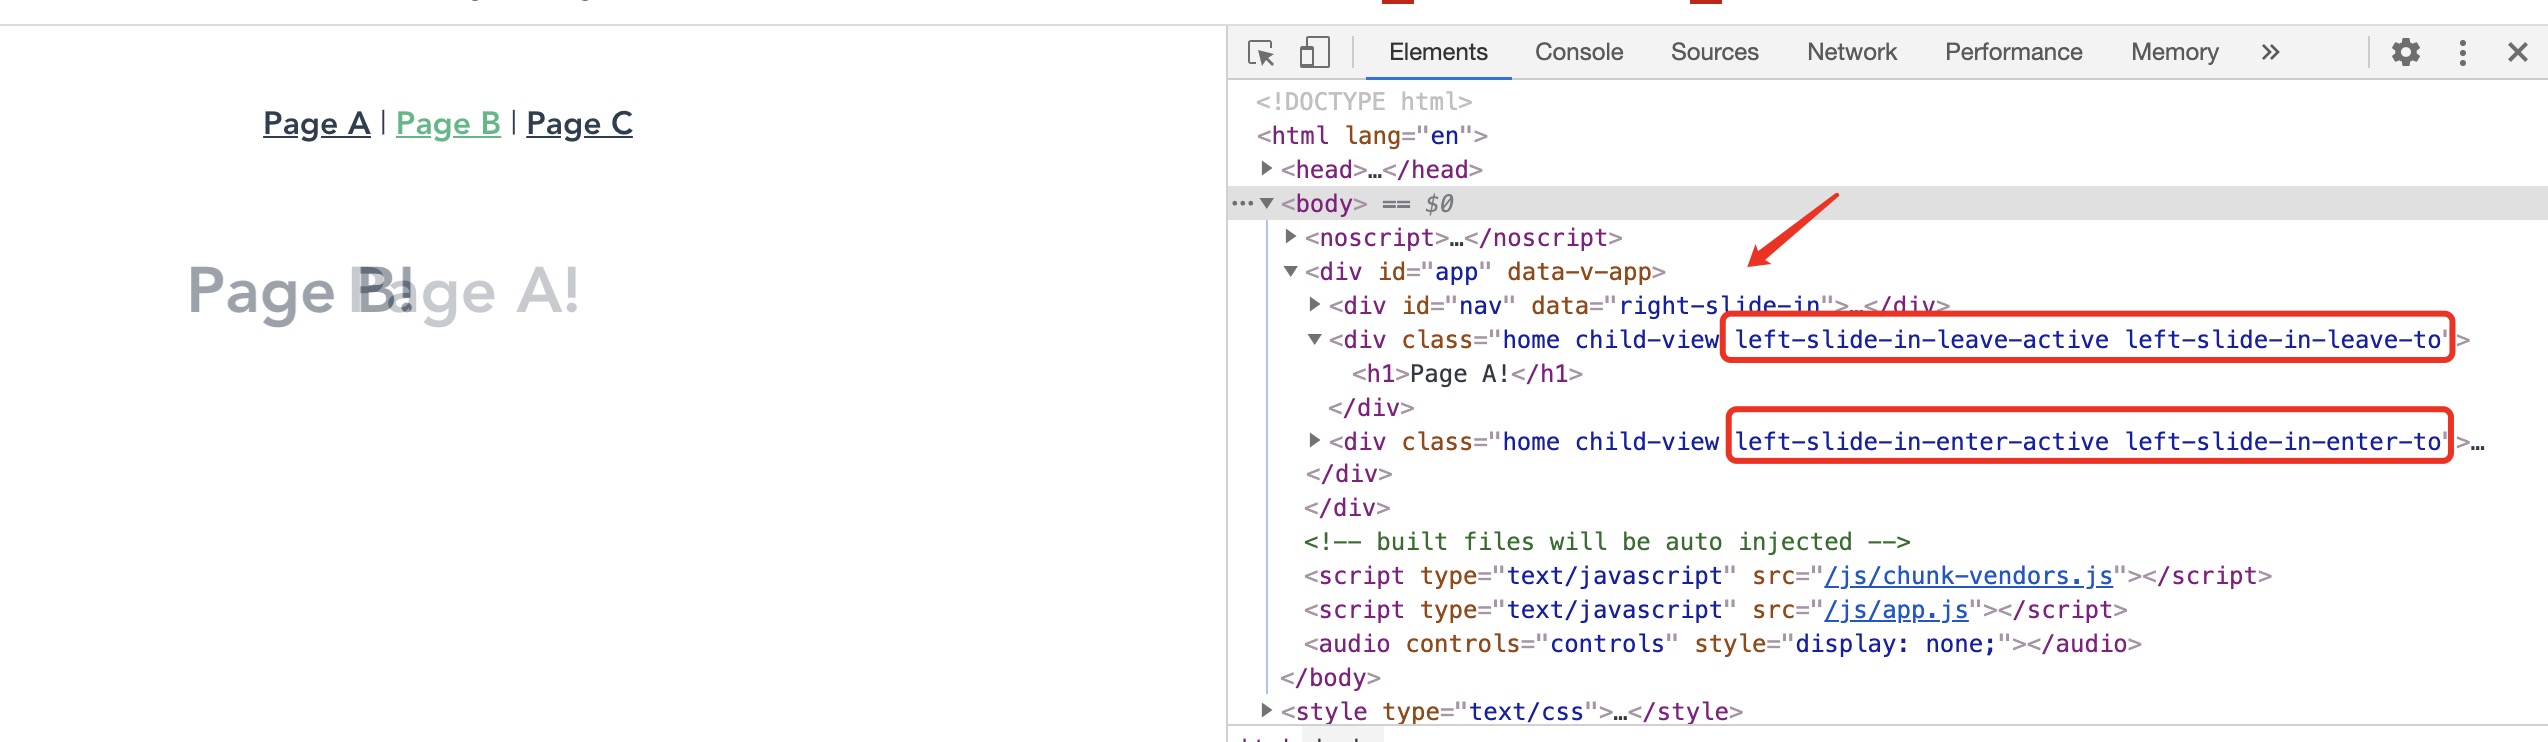 Page A | Page B | Page C
Page B!
Page A!
Elements Console Sources Network Performance Memory
<!DOCTYPE html>
<html lang="en">
<head>…</head>
<body> == $0
<noscript>…</noscript>
<div id="app" data-v-app>
<div id="nav" data="right-slide-in">…</div>
<div class="home child-view left-slide-in-leave-active left-slide-in-leave-to">
<h1>Page A!</h1>
</div>
<div class="home child-view left-slide-in-enter-active left-slide-in-enter-to">…
</div>
</div>
<!-- built files will be auto injected -->
<script type="text/javascript" src="/js/chunk-vendors.js"></script>
<script type="text/javascript" src="/js/app.js"></script>
<audio controls="controls" style="display: none;"></audio>
</body>
<style type="text/css">…</style>